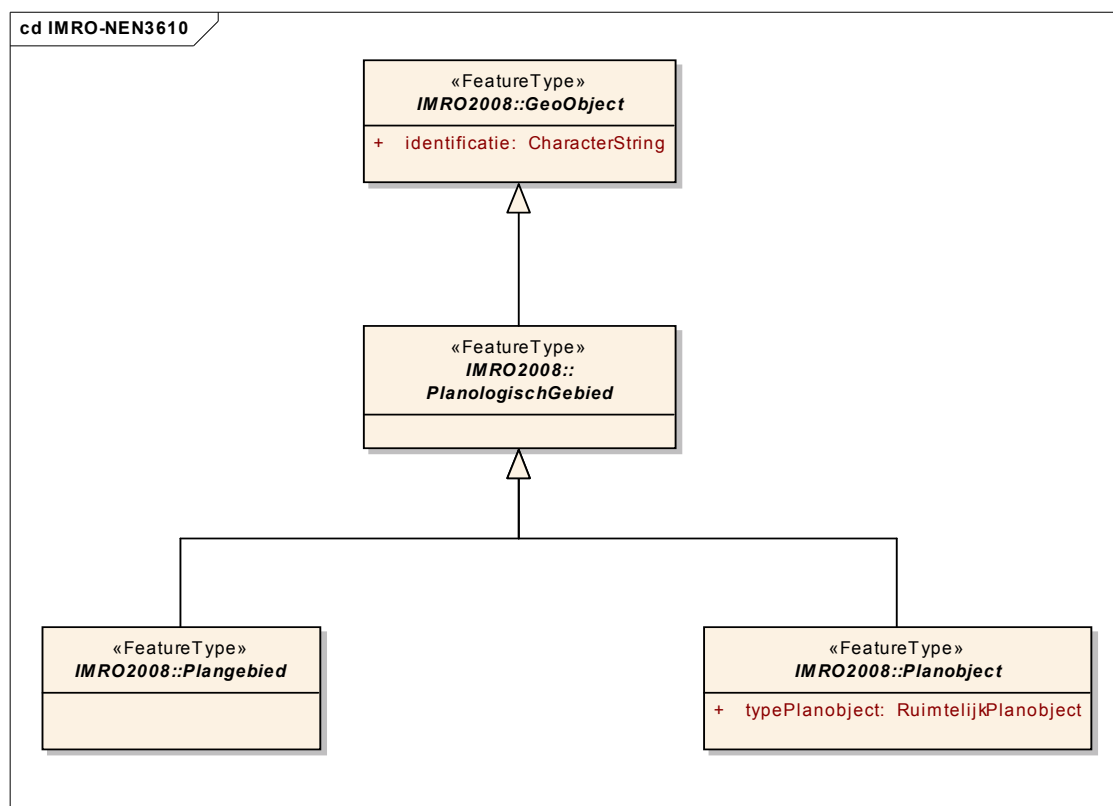 cd IMRO-NEN3610
«FeatureType»
IMRO2008::GeoObject
+ identificatie: CharacterString
«FeatureType»
IMRO2008::
PlanologischGebied
«FeatureType»
IMRO2008::Plangebied
«FeatureType»
IMRO2008::Planobject
+ typePlanobject: RuimtelijkPlanobject